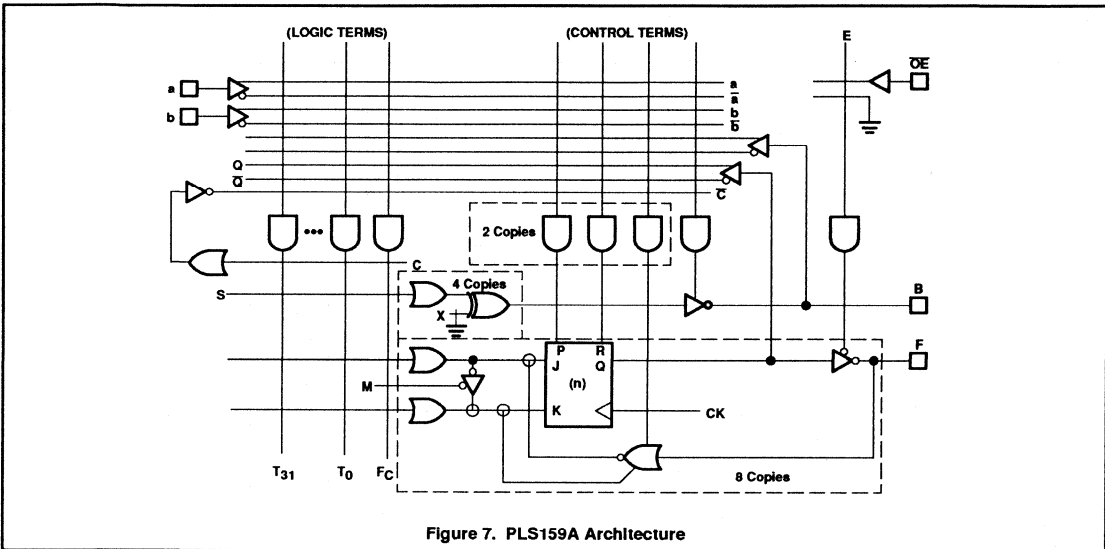 (LOGIC TERMS) (CONTROL TERMS) E
a a OE
a
b b
b
Q
Q C
2 Copies
C
4 Copies
S B
X
P R F
J Q
(n)
M
K CK
T31 T0 FC 8 Copies
Figure 7. PLS159A Architecture